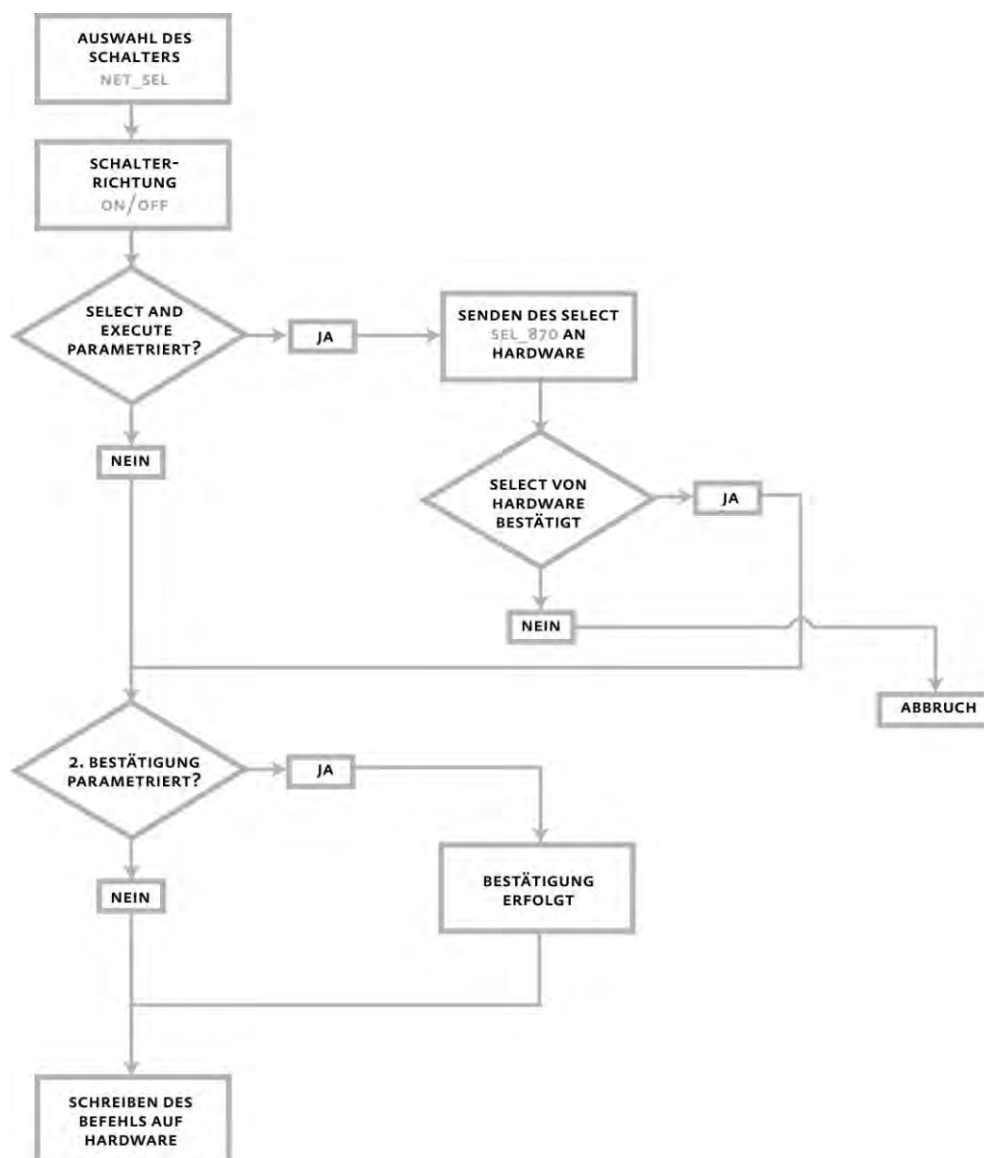 AUSWAHL DES
SCHALTERS
NET_SEL
SCHALTER-
RICHTUNG
ON/OFF
SELECT AND
EXECUTE
PARAMETRIERT?
JA
SENDEN DES SELECT
SEL_870 AN
HARDWARE
NEIN
SELECT VON
HARDWARE
BESTÄTIGT
JA
NEIN
ABBRUCH
2. BESTÄTIGUNG
PARAMETRIERT?
JA
NEIN
BESTÄTIGUNG
ERFOLGT
SCHREIBEN DES
BEFEHLS AUF
HARDWARE